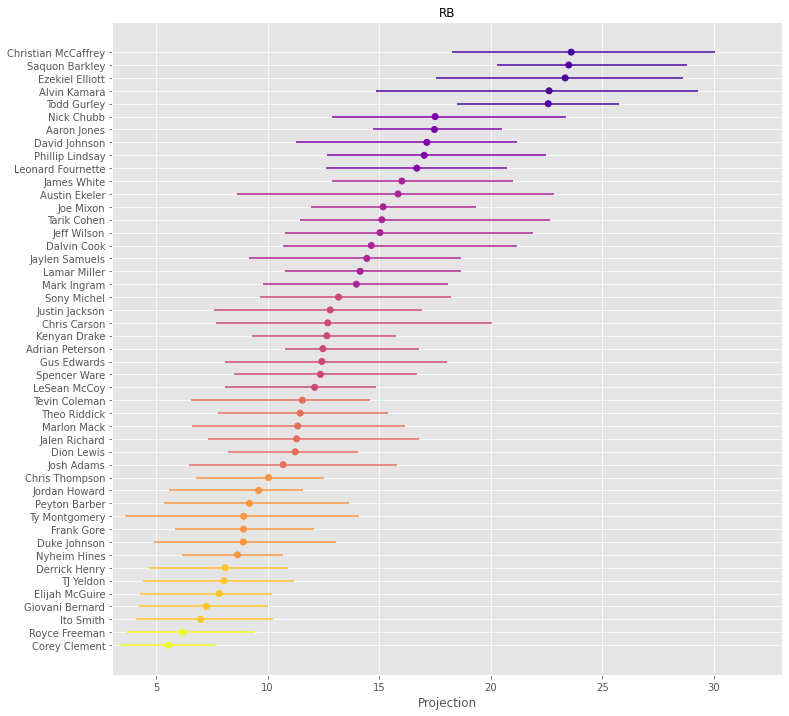 RB
Christian McCaffrey
Saquon Barkley
Ezekiel Elliott
Alvin Kamara
Todd Gurley
Nick Chubb
Aaron Jones
David Johnson
Phillip Lindsay
Leonard Fournette
James White
Austin Ekeler
Joe Mixon
Tarik Cohen
Jeff Wilson
Dalvin Cook
Jaylen Samuels
Lamar Miller
Mark Ingram
Sony Michel
Justin Jackson
Chris Carson
Kenyan Drake
Adrian Peterson
Gus Edwards
Spencer Ware
LeSean McCoy
Tevin Coleman
Theo Riddick
Marlon Mack
Jalen Richard
Dion Lewis
Josh Adams
Chris Thompson
Jordan Howard
Peyton Barber
Ty Montgomery
Frank Gore
Duke Johnson
Nyheim Hines
Derrick Henry
TJ Yeldon
Elijah McGuire
Giovani Bernard
Ito Smith
Royce Freeman
Corey Clement
5 10 15 20 25 30
Projection